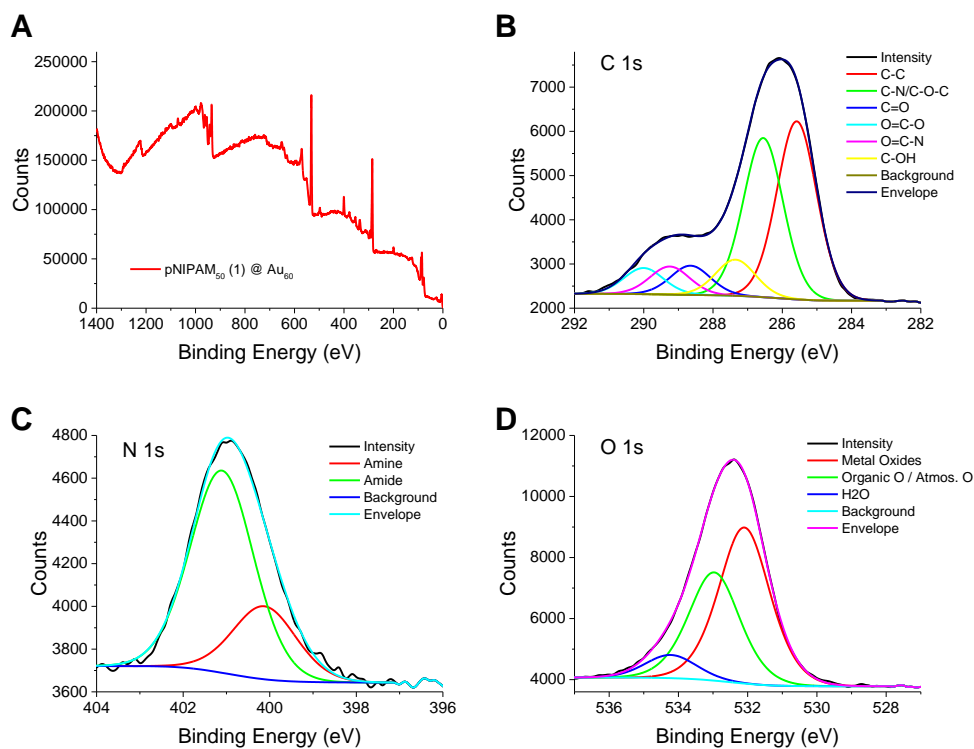 A
250000
200000
150000
100000
50000
0
Counts
pNIPAM50 (1) @ Au60
1400 1200 1000 800 600 400 200 0
Binding Energy (eV)
B
C 1s
7000
6000
5000
4000
3000
2000
Counts
Intensity
C-C
C-N/C-O-C
C=O
O=C-O
O=C-N
C-OH
Background
Envelope
292 290 288 286 284 282
Binding Energy (eV)
C
N 1s
4800
4600
4400
4200
4000
3800
3600
Counts
Intensity
Amine
Amide
Background
Envelope
404 402 400 398 396
Binding Energy (eV)
D
O 1s
12000
10000
8000
6000
4000
Counts
Intensity
Metal Oxides
Organic O / Atmos. O
H2O
Background
Envelope
536 534 532 530 528
Binding Energy (eV)